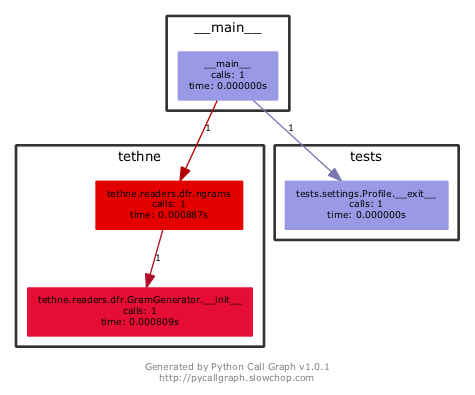 __main__
__main__
calls: 1
time: 0.000000s
1
1
tethne
tests
tethne.readers.dfr.ngrams
calls: 1
time: 0.000887s
tests.settings.Profile.__exit__
calls: 1
time: 0.000000s
1
tethne.readers.dfr.GramGenerator.__init__
calls: 1
time: 0.000809s
Generated by Python Call Graph v1.0.1
http://pycallgraph.slowchop.com